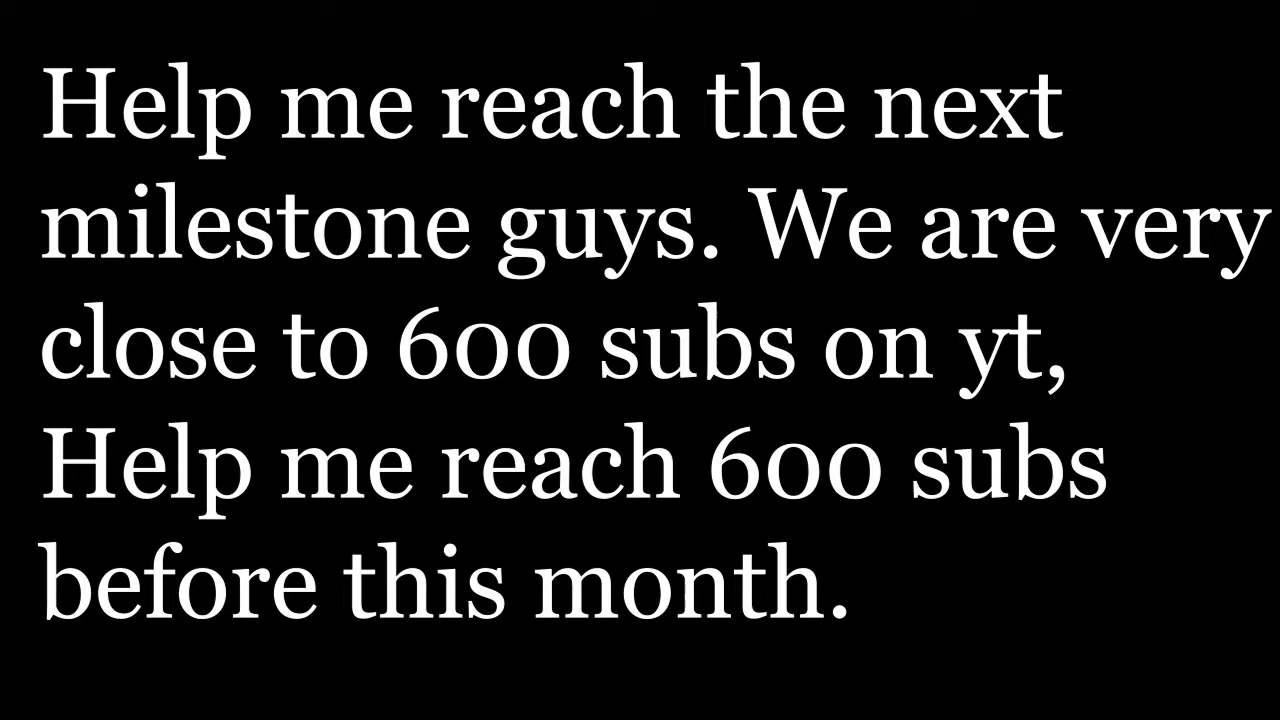 Help me reach the next
milestone guys. We are very
close to 600 subs on yt,
Help me reach 600 subs
before this month.